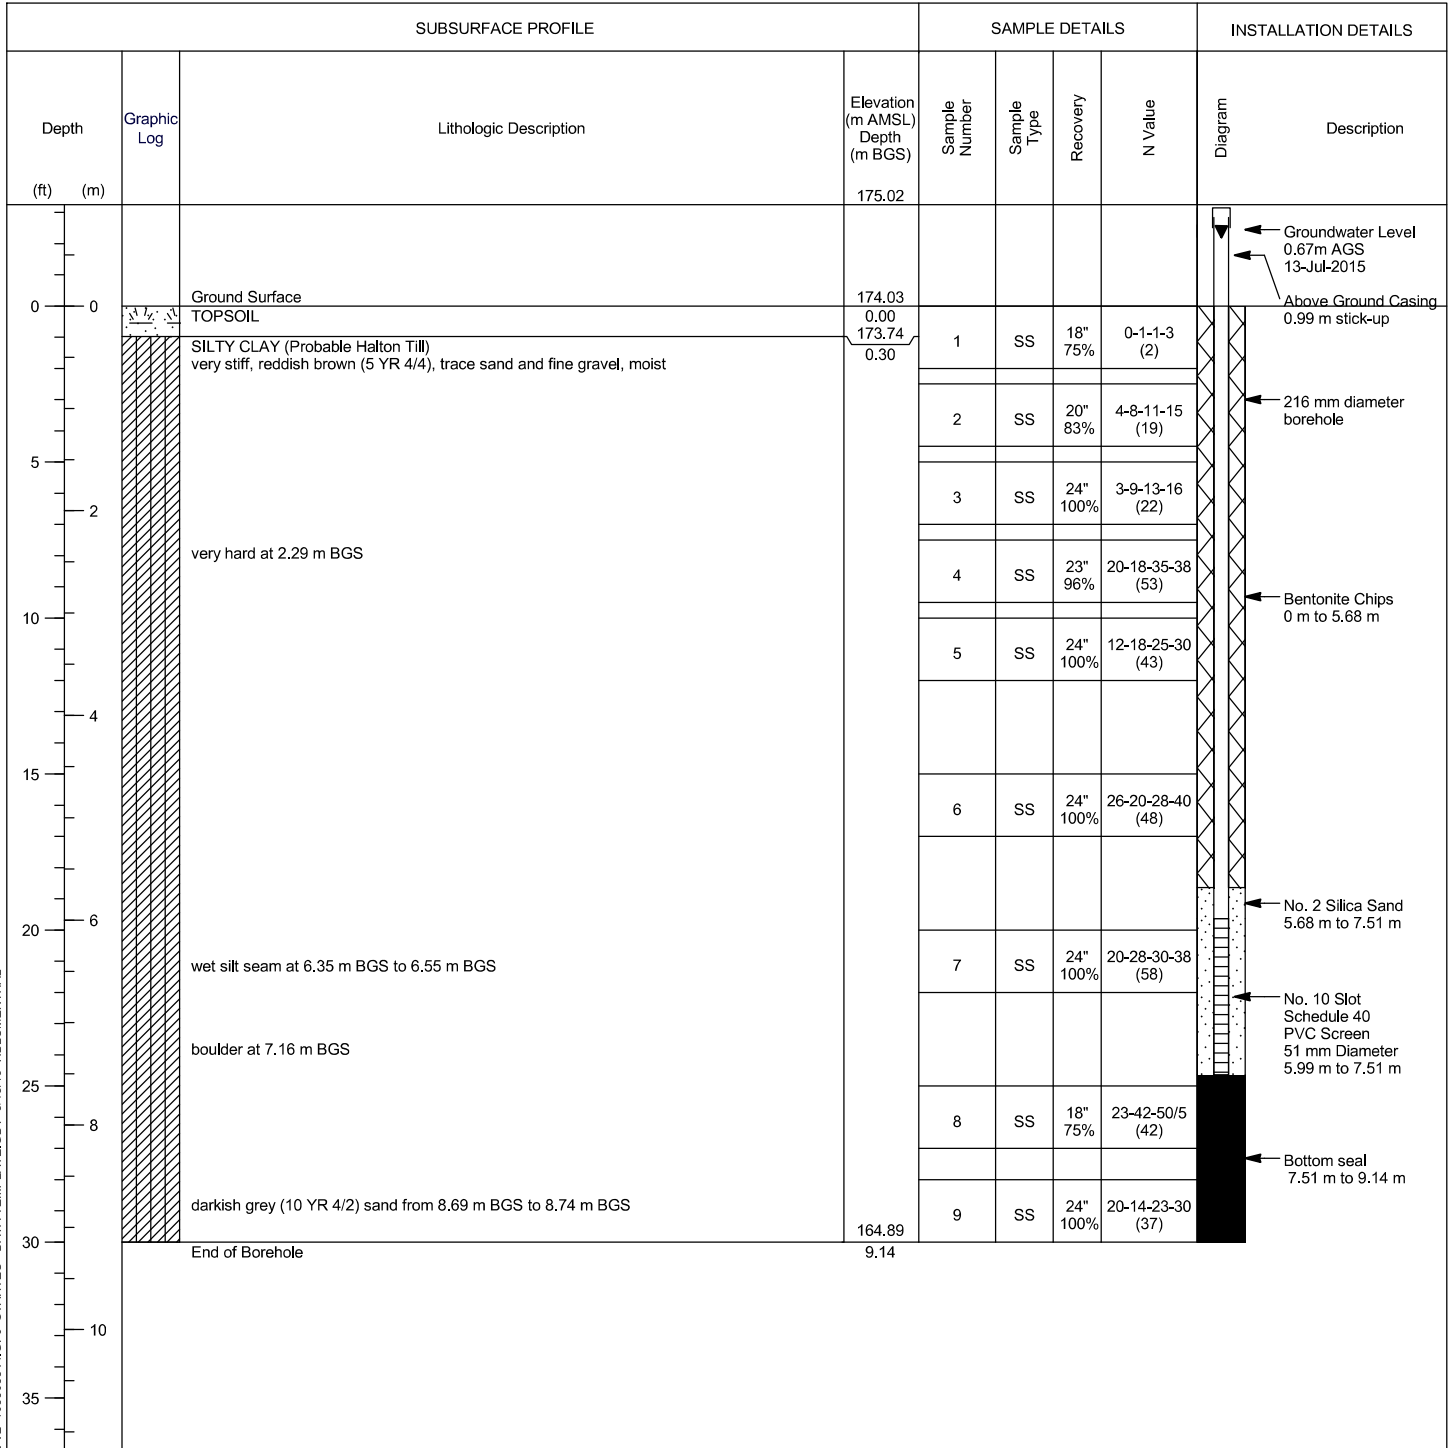 SUBSURFACE PROFILE
SAMPLE DETAILS
INSTALLATION DETAILS
Depth
(ft) (m)
Graphic
Log
Lithologic Description
Elevation
(m AMSL)
Depth
(m BGS)
175.02
Sample
Number
Sample
Type
Recovery
N Value
Diagram
Description
Groundwater Level
0.67m AGS
13-Jul-2015
Above Ground Casing
0.99 m stick-up
0 0
Ground Surface
174.03
TOPSOIL
0.00
173.74
SILTY CLAY (Probable Halton Till)
0.30
very stiff, reddish brown (5 YR 4/4), trace sand and fine gravel, moist
1 SS 18" 0-1-1-3
75% (2)
216 mm diameter
borehole
2 SS 20" 4-8-11-15
83% (19)
5
3 SS 24" 3-9-13-16
100% (22)
2
very hard at 2.29 m BGS
4 SS 23" 20-18-35-38
96% (53)
Bentonite Chips
0 m to 5.68 m
10
5 SS 24" 12-18-25-30
100% (43)
4
15
6 SS 24" 26-20-28-40
100% (48)
No. 2 Silica Sand
5.68 m to 7.51 m
6
20
wet silt seam at 6.35 m BGS to 6.55 m BGS
7 SS 24" 20-28-30-38
100% (58)
No. 10 Slot
Schedule 40
PVC Screen
51 mm Diameter
5.99 m to 7.51 m
boulder at 7.16 m BGS
25
8
8 SS 18" 23-42-50/5
75% (42)
Bottom seal
7.51 m to 9.14 m
darkish grey (10 YR 4/2) sand from 8.69 m BGS to 8.74 m BGS
9 SS 24" 20-14-23-30
100% (37)
164.89
30
End of Borehole
9.14
10
35